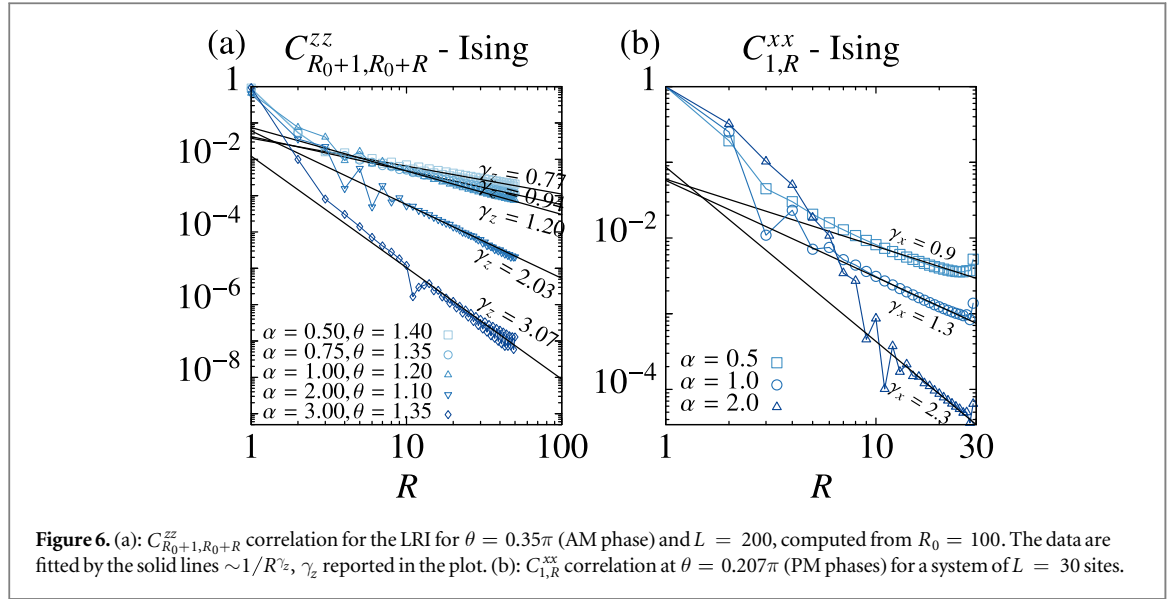 (a) C^{zz}_{R_0+1,R_0+R} - Ising
1
10^{-2}
10^{-4}
10^{-6}
10^{-8}
γ_z = 0.77
γ_z = 0.94
γ_z = 1.20
γ_z = 2.03
γ_z = 3.07
α = 0.50, θ = 1.40
α = 0.75, θ = 1.35
α = 1.00, θ = 1.20
α = 2.00, θ = 1.10
α = 3.00, θ = 1.35
1 10 100
R
(b) C^{xx}_{1,R} - Ising
1
10^{-2}
10^{-4}
γ_x = 0.9
γ_x = 1.3
γ_x = 2.3
α = 0.5
α = 1.0
α = 2.0
1 10 30
R
Figure 6. (a): C^{zz}_{R_0+1,R_0+R} correlation for the LRI for θ = 0.35π (AM phase) and L = 200, computed from R_0 = 100. The data are
fitted by the solid lines ~1/R^{γ_z}, γ_z reported in the plot. (b): C^{xx}_{1,R} correlation at θ = 0.207π (PM phases) for a system of L = 30 sites.